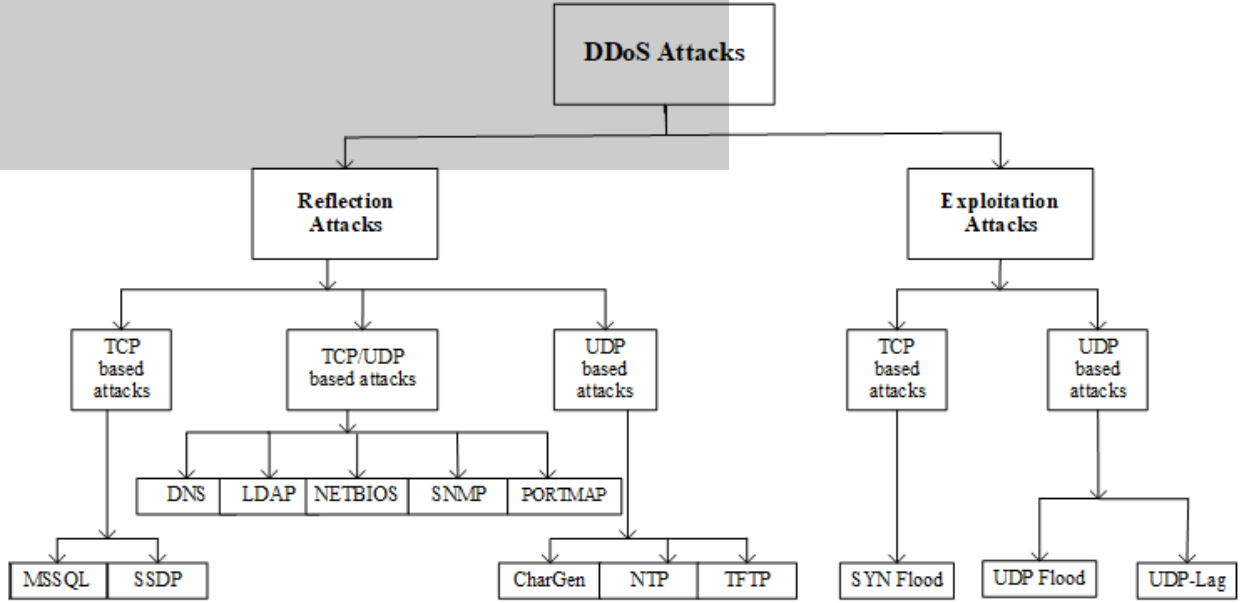 DDoS Attacks
Reflection
Attacks
Exploitation
Attacks
TCP
based
attacks
TCP/UDP
based attacks
UDP
based
attacks
TCP
based
attacks
UDP
based
attacks
DNS
LDAP
NETBIOS
SNMP
PORTMAP
MSSQL
SSDP
CharGen
NTP
TFTP
SYN Flood
UDP Flood
UDP-Lag